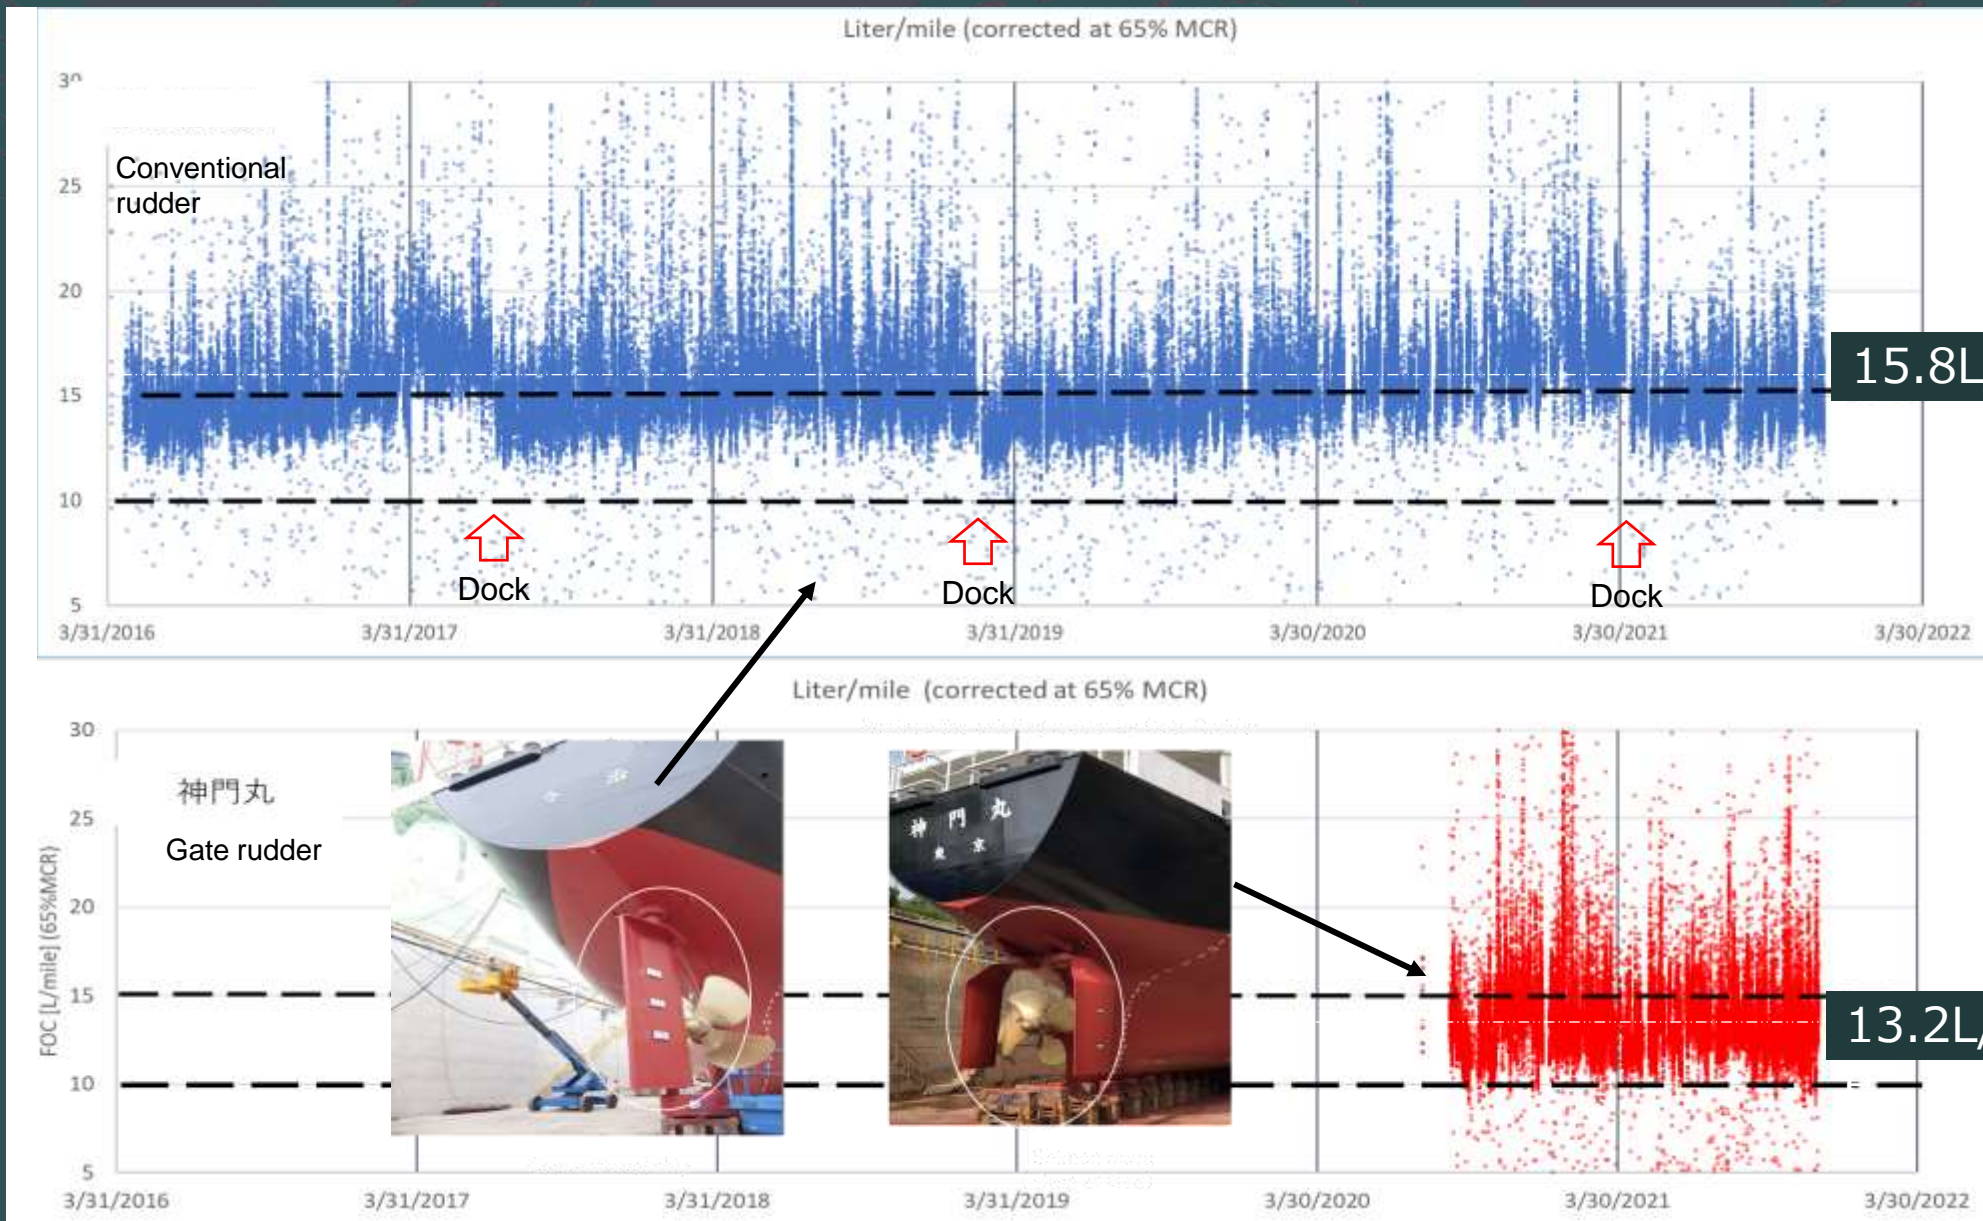 Liter/mile (corrected at 65% MCR)
30
Conventional
rudder
25
20
15.8L
15
10
Dock
Dock
Dock
5
3/31/2016
3/31/2017
3/31/2018
3/31/2019
3/30/2020
3/30/2021
3/30/2022
Liter/mile (corrected at 65% MCR)
30
神門丸
25
Gate rudder
神門丸
東京
20
FOC [L/mile] (65%MCR)
15
13.2L/
10
5
3/31/2016
3/31/2017
3/31/2018
3/31/2019
3/30/2020
3/30/2021
3/30/2022